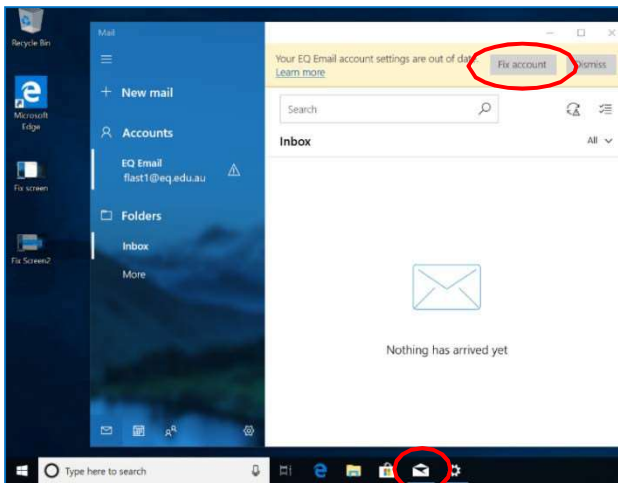 Recycle Bin
Microsoft
Edge
Fix screen
Fix Screen2
Mail
+ New mail
Accounts
EQ Email
flast1@eq.edu.au
Folders
Inbox
More
Your EQ Email account settings are out of date.
Learn more
Fix account
Dismiss
Search
Inbox
All
Nothing has arrived yet
Type here to search